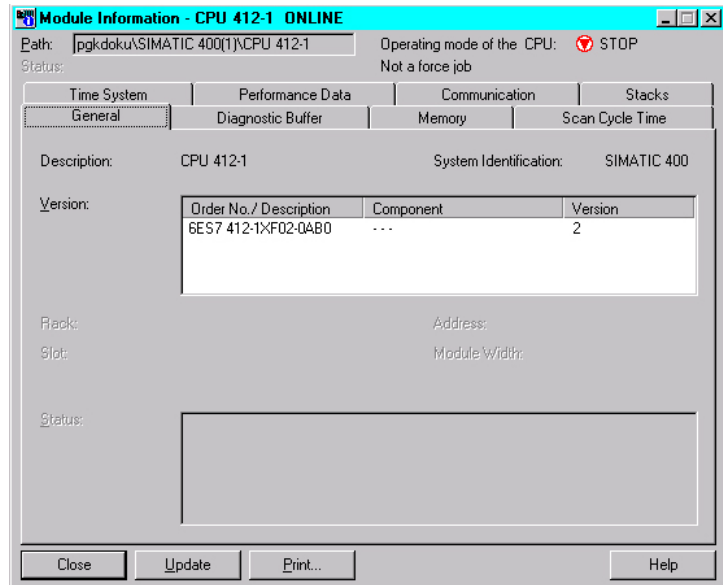 Module Information - CPU 412-1 ONLINE
Path: pgkdoku\SIMATIC 400(1)\CPU 412-1 Operating mode of the CPU: STOP
Status: Not a force job
Time System Performance Data Communication Stacks
General Diagnostic Buffer Memory Scan Cycle Time
Description: CPU 412-1 System Identification: SIMATIC 400
Version: Order No./ Description Component Version
6ES7 412-1XF02-0AB0 - - - 2
Rack: Address:
Slot: Module Width:
Status:
Close Update Print... Help